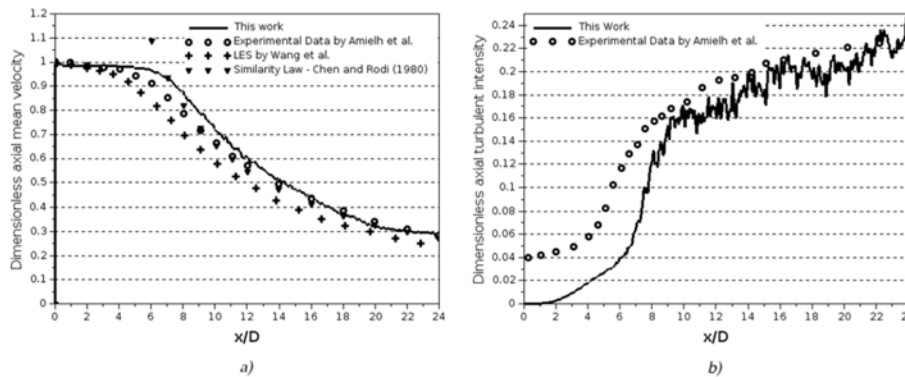 1.2
1.1
1
0.9
0.8
0.7
0.6
0.5
0.4
0.3
0.2
0.1
0
Dimensionless axial mean velocity
This work
Experimental Data by Amielh et al.
LES by Wang et al.
Similarity Law - Chen and Rodi (1980)
0 2 4 6 8 10 12 14 16 18 20 22 24
x/D
a)
0.24
0.22
0.2
0.18
0.16
0.14
0.12
0.1
0.08
0.06
0.04
0.02
0
Dimensionless axial turbulent intensity
This Work
Experimental Data by Amielh et al.
0 2 4 6 8 10 12 14 16 18 20 22 2
x/D
b)